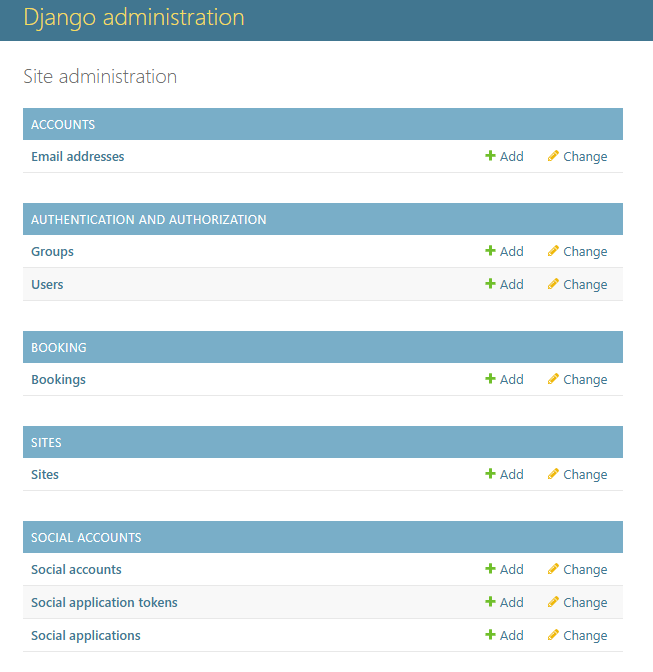 Django administration
Site administration
ACCOUNTS
Email addresses Add Change
AUTHENTICATION AND AUTHORIZATION
Groups Add Change
Users Add Change
BOOKING
Bookings Add Change
SITES
Sites Add Change
SOCIAL ACCOUNTS
Social accounts Add Change
Social application tokens Add Change
Social applications Add Change